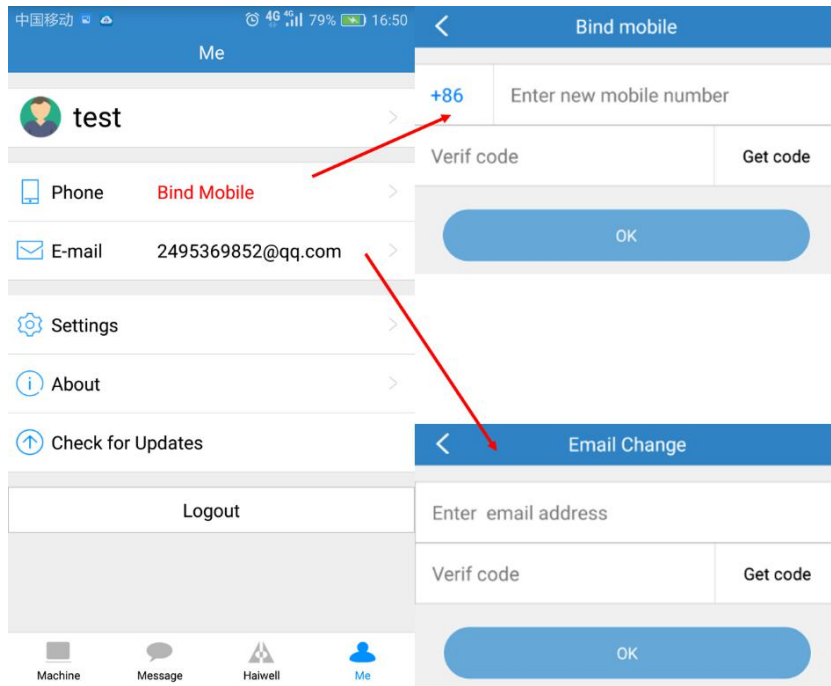 中国移动 4G 4G 79% 16:50
Me
test
Phone Bind Mobile
E-mail 2495369852@qq.com
Settings
About
Check for Updates
Logout
Machine Message Haiwell Me
Bind mobile
+86 Enter new mobile number
Verif code Get code
OK
Email Change
Enter email address
Verif code Get code
OK